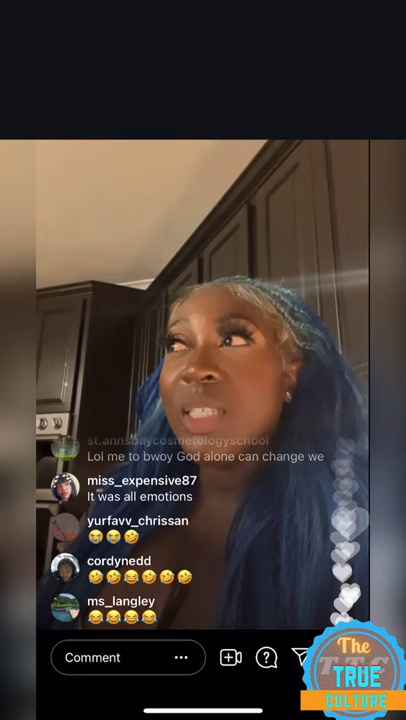 st.annsbaycosmetologyschool
Lol me to bwoy God alone can change we
miss_expensive87
It was all emotions
yurfavv_chrissan
😭😭🤣
cordynedd
🤣🤣😂🤣🤣🤣
ms_langley
😂😂😂😂
Comment
The
TRUE
CULTURE